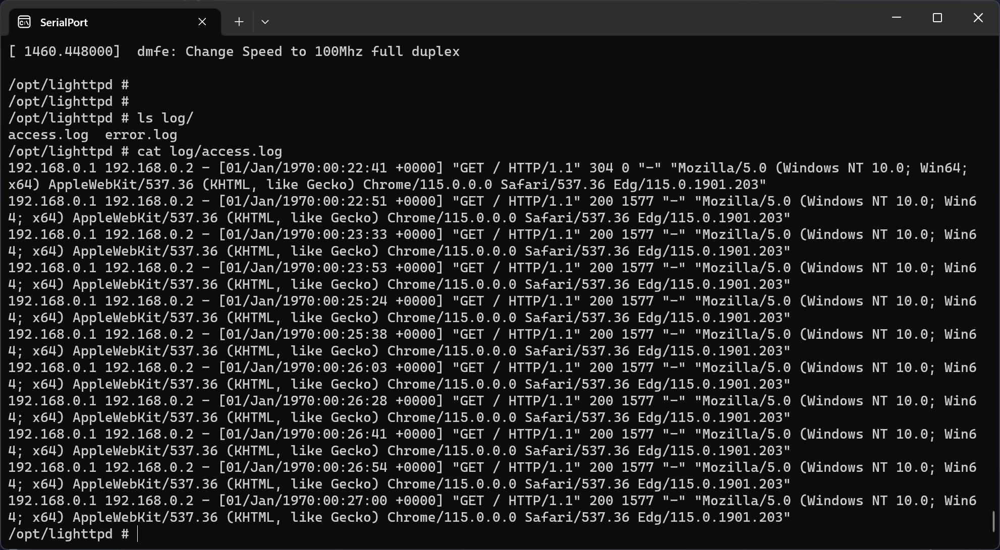 SerialPort
[ 1460.448000]  dmfe: Change Speed to 100Mhz full duplex
/opt/lighttpd #
/opt/lighttpd #
/opt/lighttpd # ls log/
access.log  error.log
/opt/lighttpd # cat log/access.log
192.168.0.1 192.168.0.2 - [01/Jan/1970:00:22:41 +0000] "GET / HTTP/1.1" 304 0 "-" "Mozilla/5.0 (Windows NT 10.0; Win64;
x64) AppleWebKit/537.36 (KHTML, like Gecko) Chrome/115.0.0.0 Safari/537.36 Edg/115.0.1901.203"
192.168.0.1 192.168.0.2 - [01/Jan/1970:00:22:51 +0000] "GET / HTTP/1.1" 200 1577 "-" "Mozilla/5.0 (Windows NT 10.0; Win6
4; x64) AppleWebKit/537.36 (KHTML, like Gecko) Chrome/115.0.0.0 Safari/537.36 Edg/115.0.1901.203"
192.168.0.1 192.168.0.2 - [01/Jan/1970:00:23:33 +0000] "GET / HTTP/1.1" 200 1577 "-" "Mozilla/5.0 (Windows NT 10.0; Win6
4; x64) AppleWebKit/537.36 (KHTML, like Gecko) Chrome/115.0.0.0 Safari/537.36 Edg/115.0.1901.203"
192.168.0.1 192.168.0.2 - [01/Jan/1970:00:23:53 +0000] "GET / HTTP/1.1" 200 1577 "-" "Mozilla/5.0 (Windows NT 10.0; Win6
4; x64) AppleWebKit/537.36 (KHTML, like Gecko) Chrome/115.0.0.0 Safari/537.36 Edg/115.0.1901.203"
192.168.0.1 192.168.0.2 - [01/Jan/1970:00:25:24 +0000] "GET / HTTP/1.1" 200 1577 "-" "Mozilla/5.0 (Windows NT 10.0; Win6
4; x64) AppleWebKit/537.36 (KHTML, like Gecko) Chrome/115.0.0.0 Safari/537.36 Edg/115.0.1901.203"
192.168.0.1 192.168.0.2 - [01/Jan/1970:00:25:38 +0000] "GET / HTTP/1.1" 200 1577 "-" "Mozilla/5.0 (Windows NT 10.0; Win6
4; x64) AppleWebKit/537.36 (KHTML, like Gecko) Chrome/115.0.0.0 Safari/537.36 Edg/115.0.1901.203"
192.168.0.1 192.168.0.2 - [01/Jan/1970:00:26:03 +0000] "GET / HTTP/1.1" 200 1577 "-" "Mozilla/5.0 (Windows NT 10.0; Win6
4; x64) AppleWebKit/537.36 (KHTML, like Gecko) Chrome/115.0.0.0 Safari/537.36 Edg/115.0.1901.203"
192.168.0.1 192.168.0.2 - [01/Jan/1970:00:26:28 +0000] "GET / HTTP/1.1" 200 1577 "-" "Mozilla/5.0 (Windows NT 10.0; Win6
4; x64) AppleWebKit/537.36 (KHTML, like Gecko) Chrome/115.0.0.0 Safari/537.36 Edg/115.0.1901.203"
192.168.0.1 192.168.0.2 - [01/Jan/1970:00:26:41 +0000] "GET / HTTP/1.1" 200 1577 "-" "Mozilla/5.0 (Windows NT 10.0; Win6
4; x64) AppleWebKit/537.36 (KHTML, like Gecko) Chrome/115.0.0.0 Safari/537.36 Edg/115.0.1901.203"
192.168.0.1 192.168.0.2 - [01/Jan/1970:00:26:54 +0000] "GET / HTTP/1.1" 200 1577 "-" "Mozilla/5.0 (Windows NT 10.0; Win6
4; x64) AppleWebKit/537.36 (KHTML, like Gecko) Chrome/115.0.0.0 Safari/537.36 Edg/115.0.1901.203"
192.168.0.1 192.168.0.2 - [01/Jan/1970:00:27:00 +0000] "GET / HTTP/1.1" 200 1577 "-" "Mozilla/5.0 (Windows NT 10.0; Win6
4; x64) AppleWebKit/537.36 (KHTML, like Gecko) Chrome/115.0.0.0 Safari/537.36 Edg/115.0.1901.203"
/opt/lighttpd #